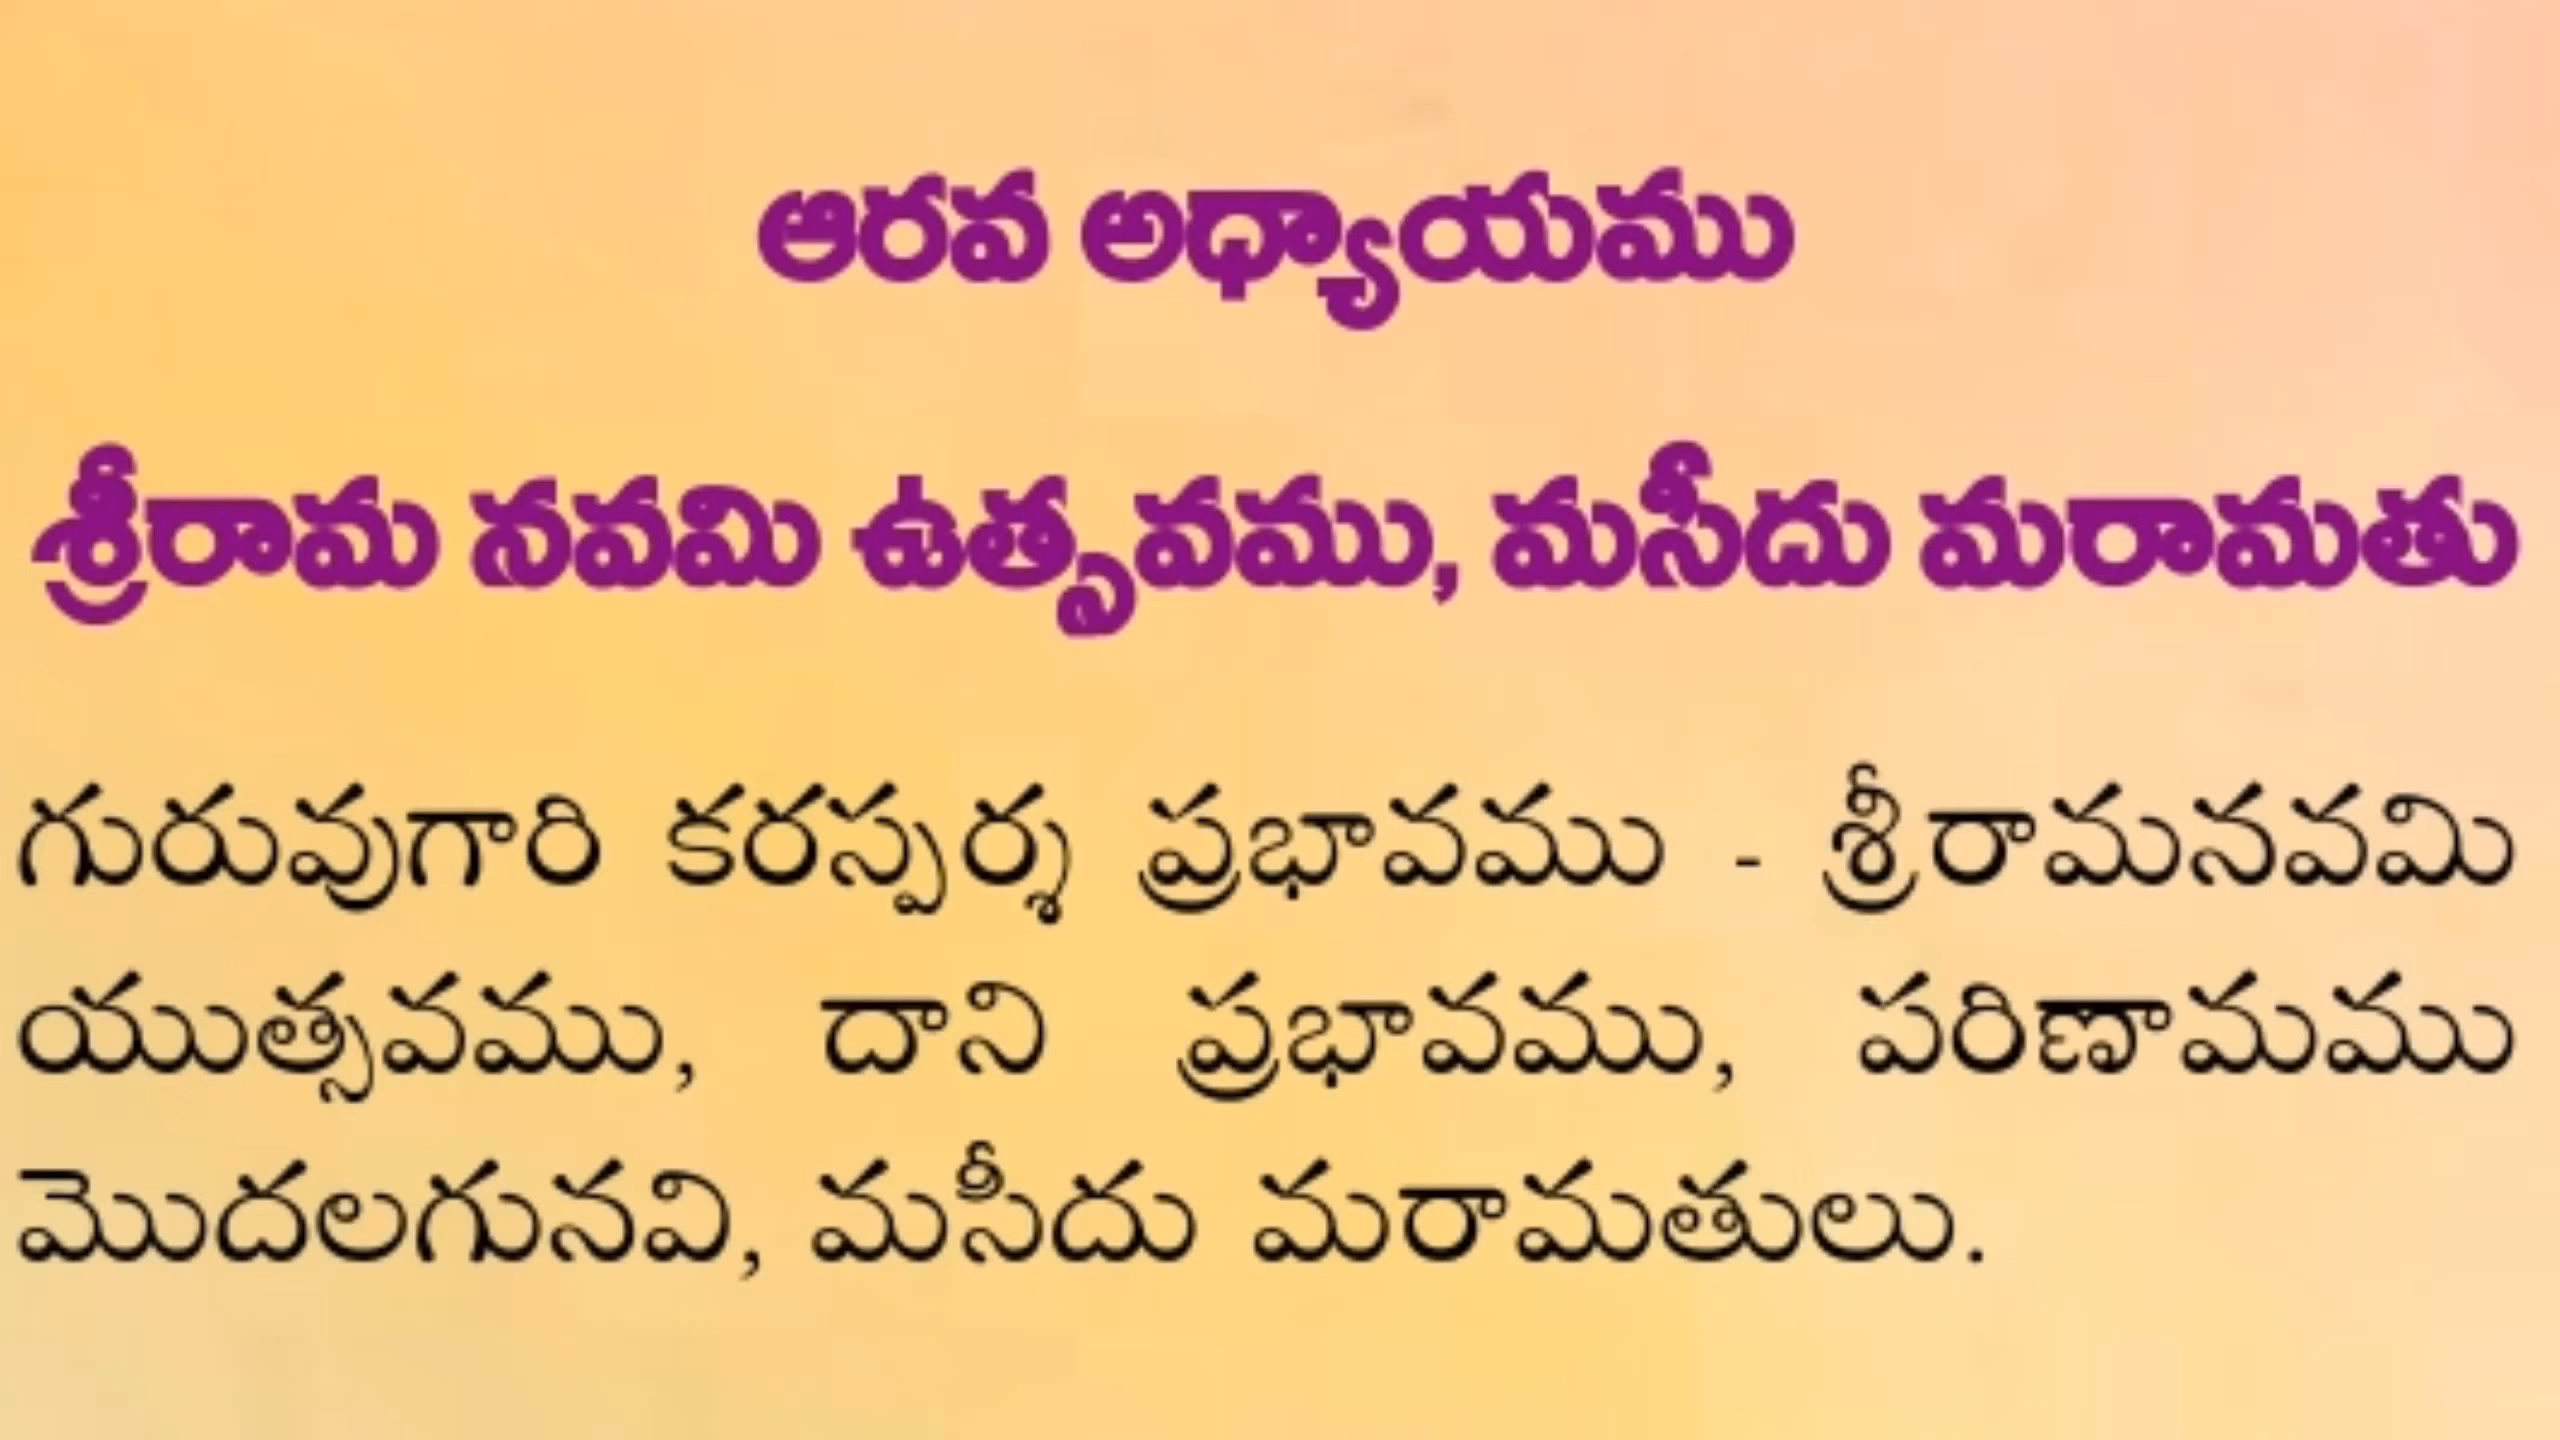 ఆరవ అధ్యాయము
శ్రీరామ నవమి ఉత్సవము, మసీదు మరామతు
గురువుగారి కరస్పర్శ ప్రభావము - శ్రీరామనవమి
యుత్సవము, దాని ప్రభావము, పరిణామము
మొదలగునవి, మసీదు మరామతులు.